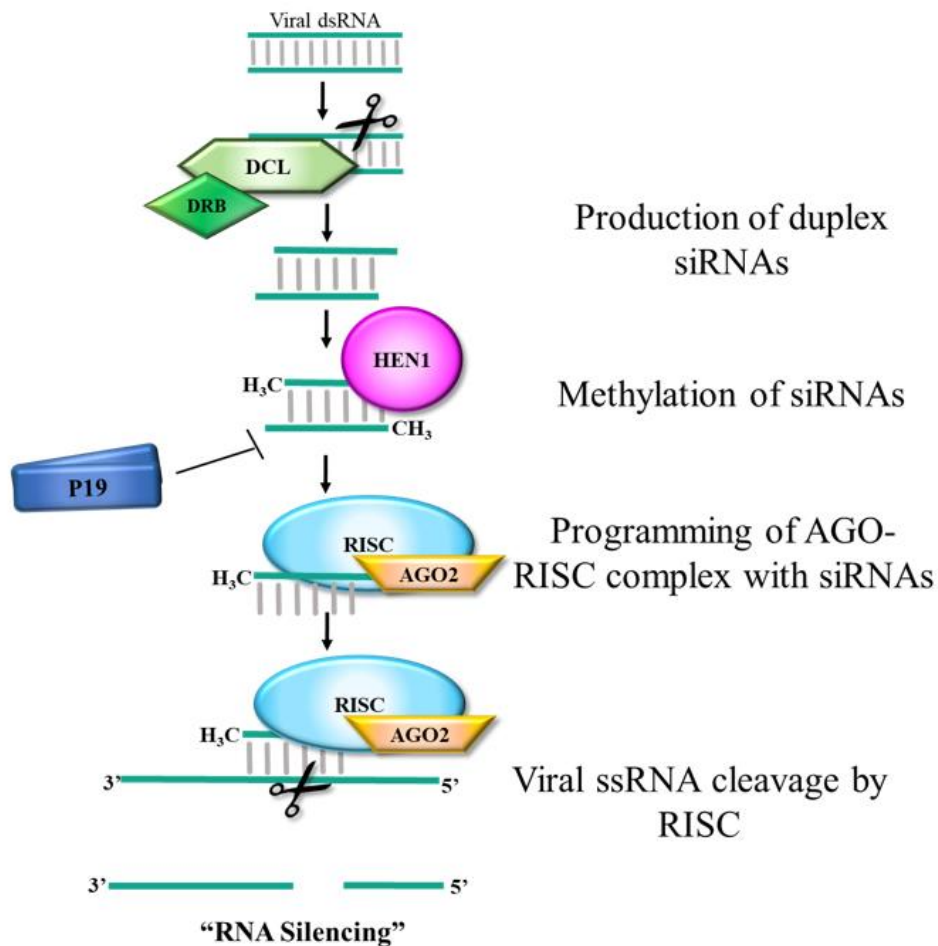 Viral dsRNA
DCL
DRB
Production of duplex
siRNAs
HEN1
H₃C
CH₃
Methylation of siRNAs
P19
RISC
AGO2
H₃C
Programming of AGO-
RISC complex with siRNAs
RISC
AGO2
H₃C
3’
5’
Viral ssRNA cleavage by
RISC
3’
5’
“RNA Silencing”